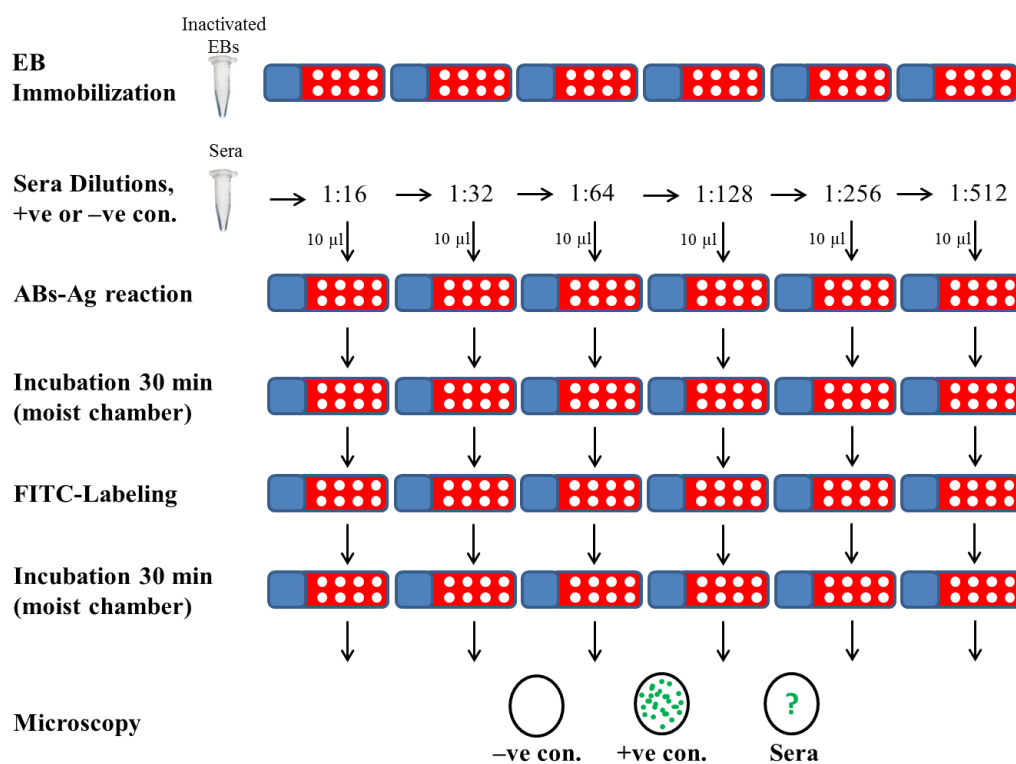 Inactivated
EBs
EB
Immobilization
Sera
Sera Dilutions,
+ve or –ve con.
1:16 1:32 1:64 1:128 1:256 1:512
10 µl 10 µl 10 µl 10 µl 10 µl 10 µl
ABs-Ag reaction
Incubation 30 min
(moist chamber)
FITC-Labeling
Incubation 30 min
(moist chamber)
?
Microscopy
–ve con. +ve con. Sera